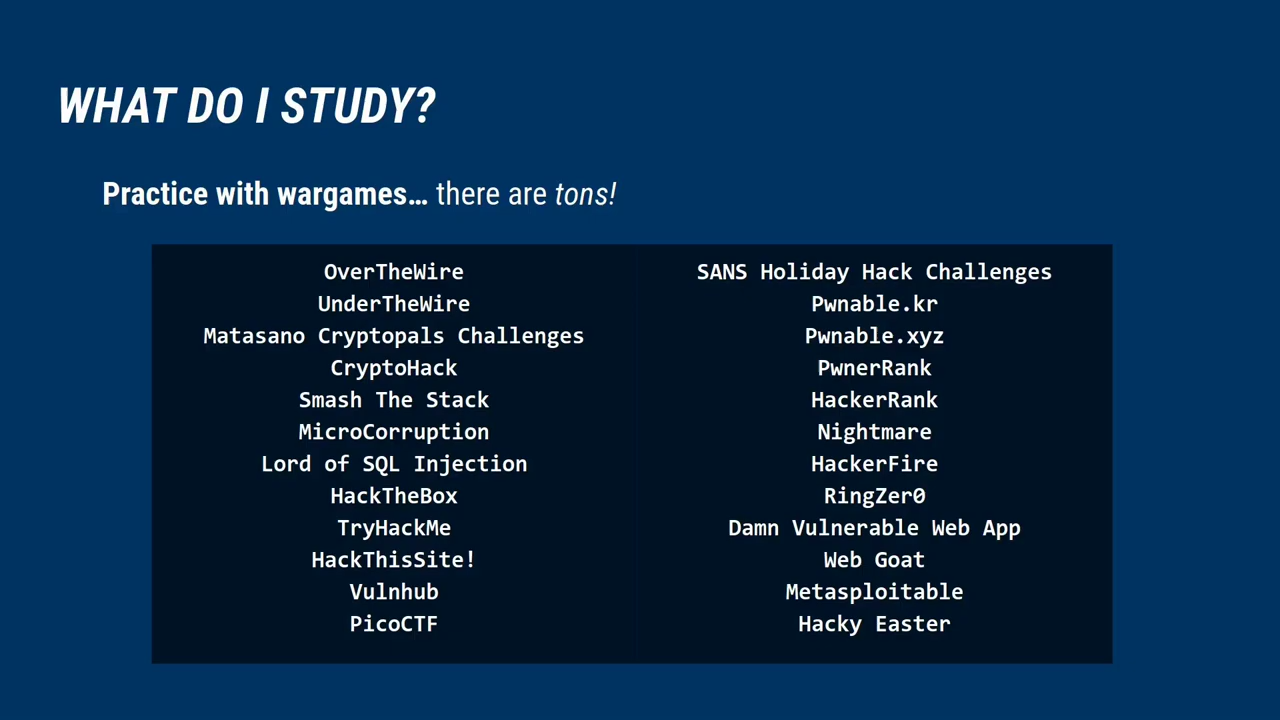 WHAT DO I STUDY?
Practice with wargames… there are tons!
OverTheWire
UnderTheWire
Matasano Cryptopals Challenges
CryptoHack
Smash The Stack
MicroCorruption
Lord of SQL Injection
HackTheBox
TryHackMe
HackThisSite!
Vulnhub
PicoCTF
SANS Holiday Hack Challenges
Pwnable.kr
Pwnable.xyz
PwnerRank
HackerRank
Nightmare
HackerFire
RingZer0
Damn Vulnerable Web App
Web Goat
Metasploitable
Hacky Easter